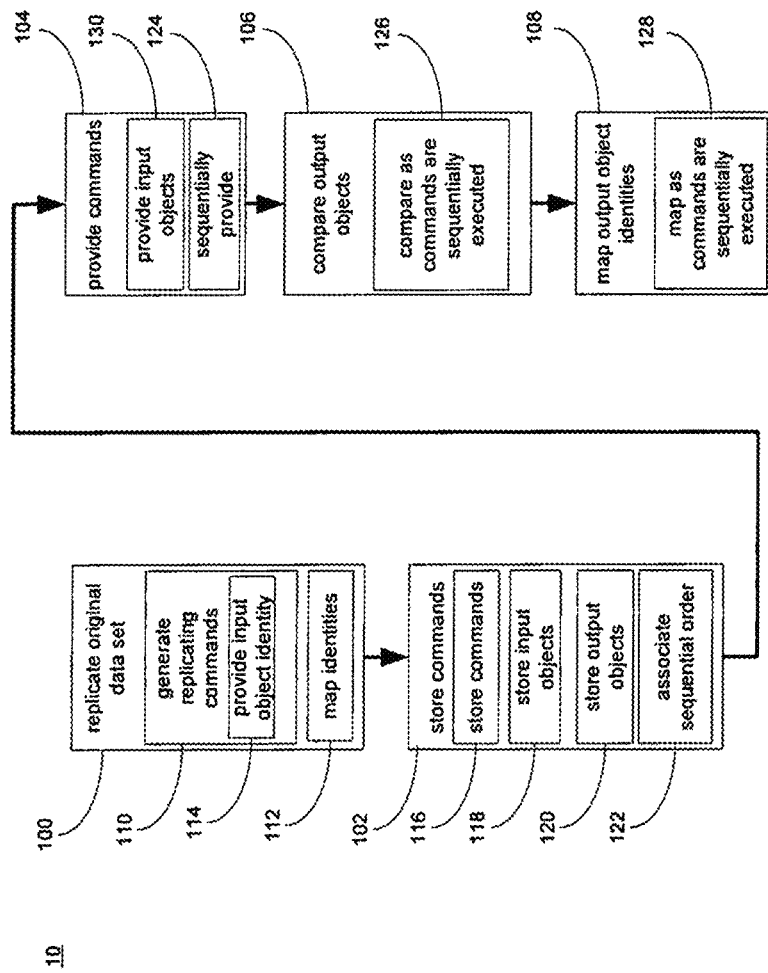 10
100
replicate original
data set
110
generate
replicating
commands
114
provide input
object identity
112
map identities
102
store commands
116
store commands
118
store input
objects
120
store output
objects
122
associate
sequential order
104
provide commands
130
provide input
objects
124
sequentially
provide
106
compare output
objects
126
compare as
commands are
sequentially
executed
108
map output object
identities
128
map as
commands are
sequentially
executed